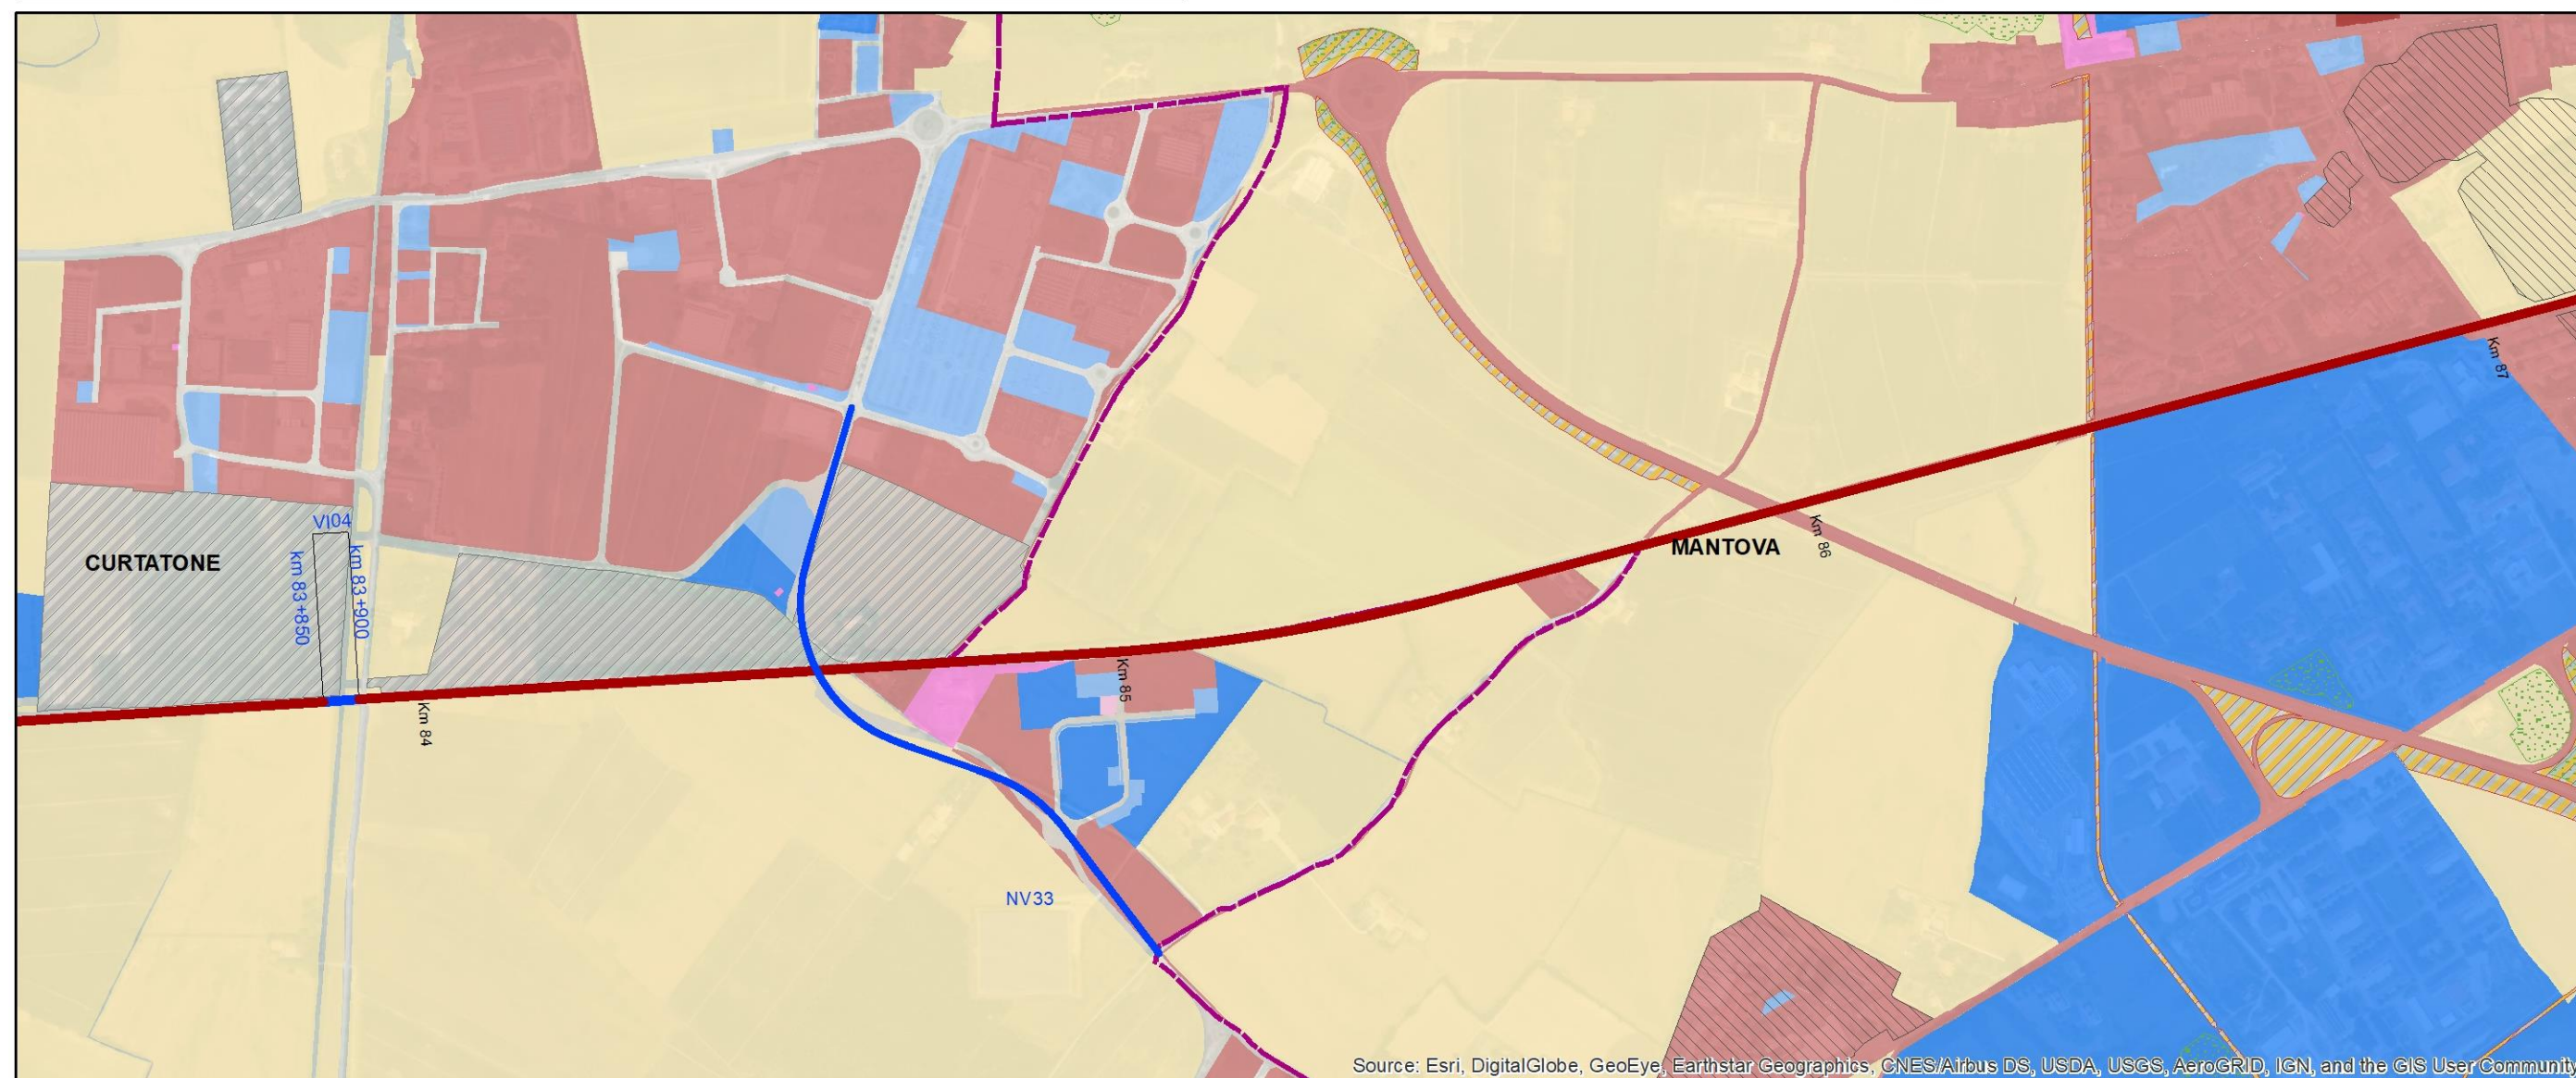 Km 87
VI04
CURTATONE
km 83+850
km 83+900
MANTOVA
Km 86
Km 85
Km 84
NV33
Source: Esri, DigitalGlobe, GeoEye, Earthstar Geographics, CNES/Airbus DS, USDA, USGS, AeroGRID, IGN, and the GIS User Community